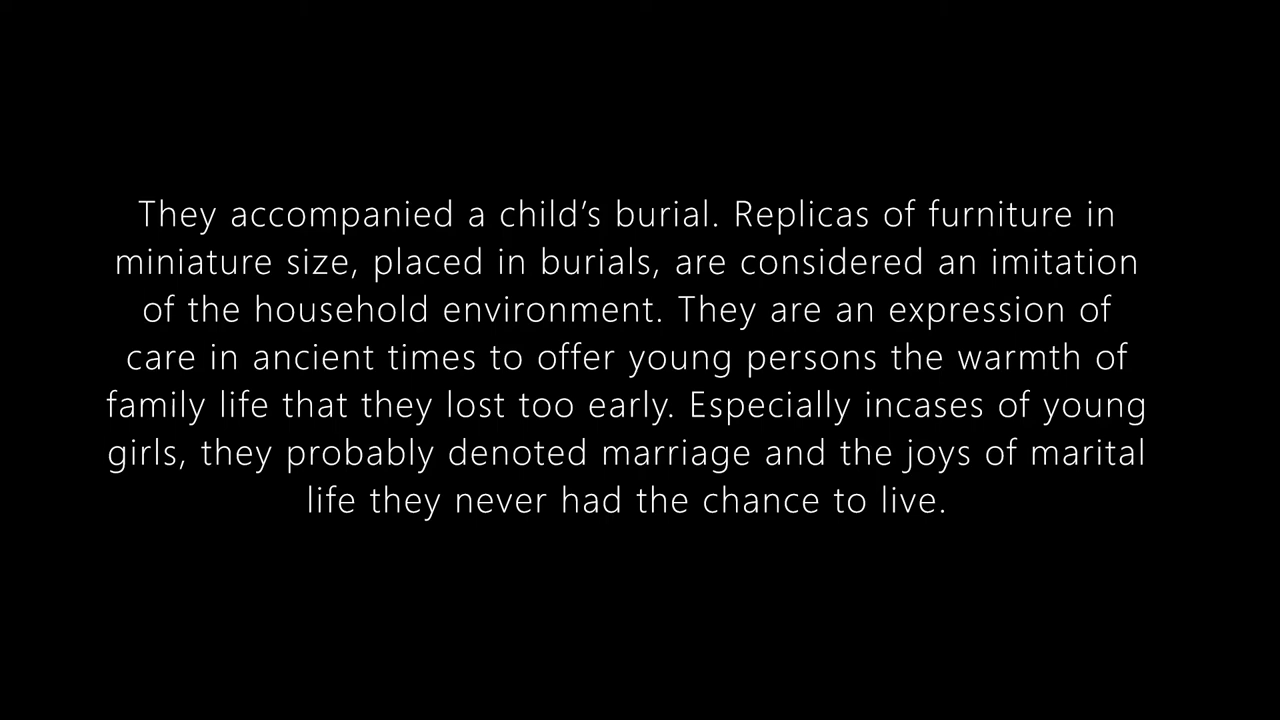 They accompanied a child’s burial. Replicas of furniture in
miniature size, placed in burials, are considered an imitation
of the household environment. They are an expression of
care in ancient times to offer young persons the warmth of
family life that they lost too early. Especially incases of young
girls, they probably denoted marriage and the joys of marital
life they never had the chance to live.